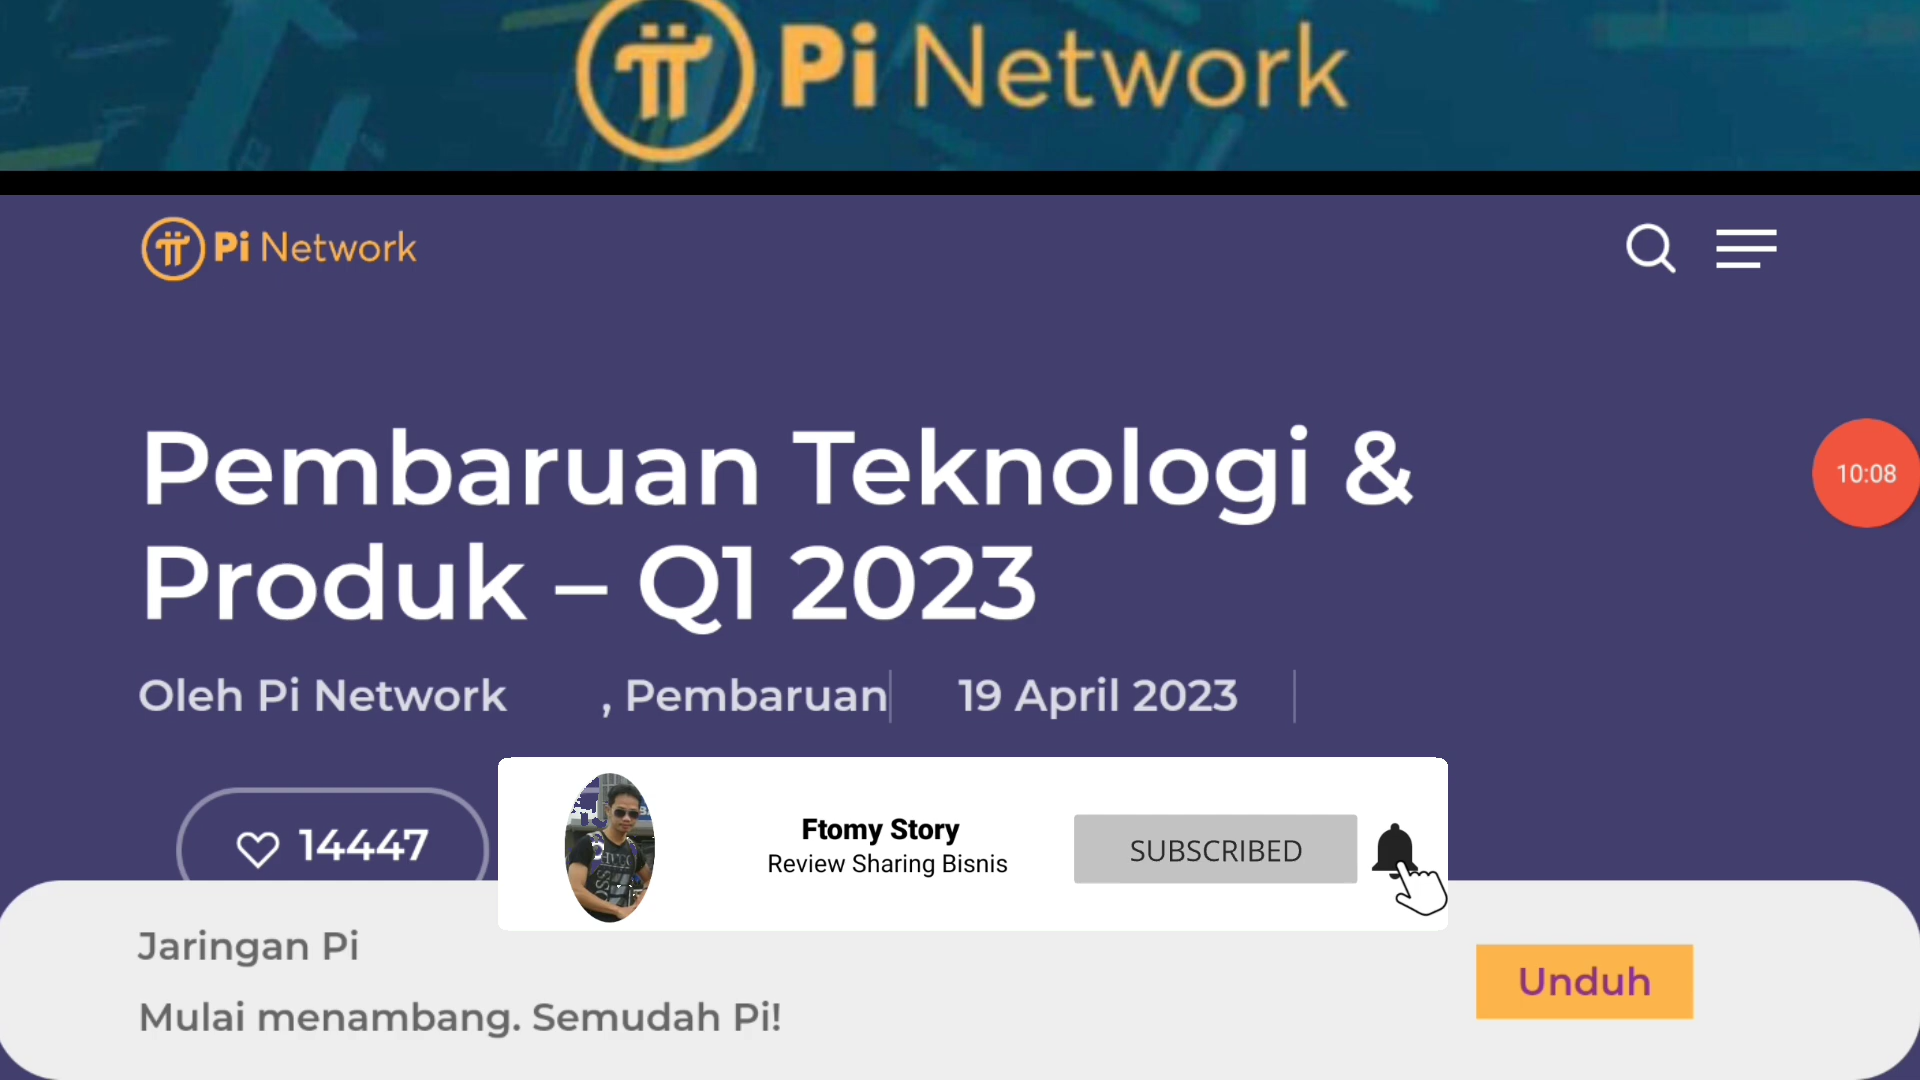 Pi Network
Pi Network
Pembaruan Teknologi &
Produk – Q1 2023
10:08
Oleh Pi Network , Pembaruan 19 April 2023
14447
Ftomy Story
Review Sharing Bisnis
SUBSCRIBED
Jaringan Pi
Mulai menambang. Semudah Pi!
Unduh